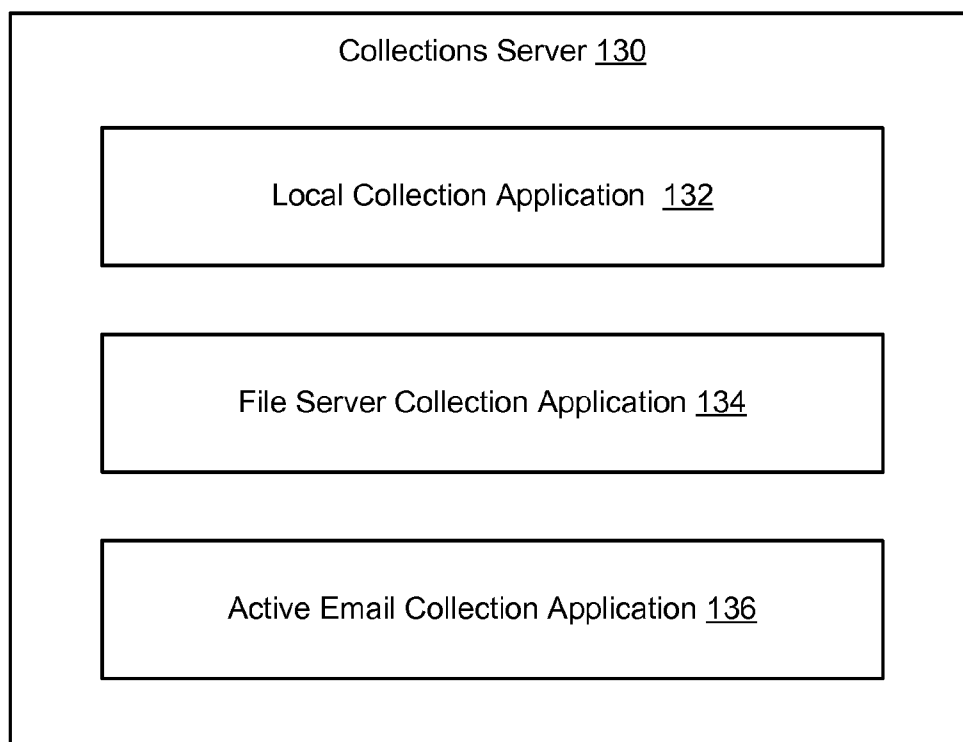 Collections Server 130
Local Collection Application 132
File Server Collection Application 134
Active Email Collection Application 136